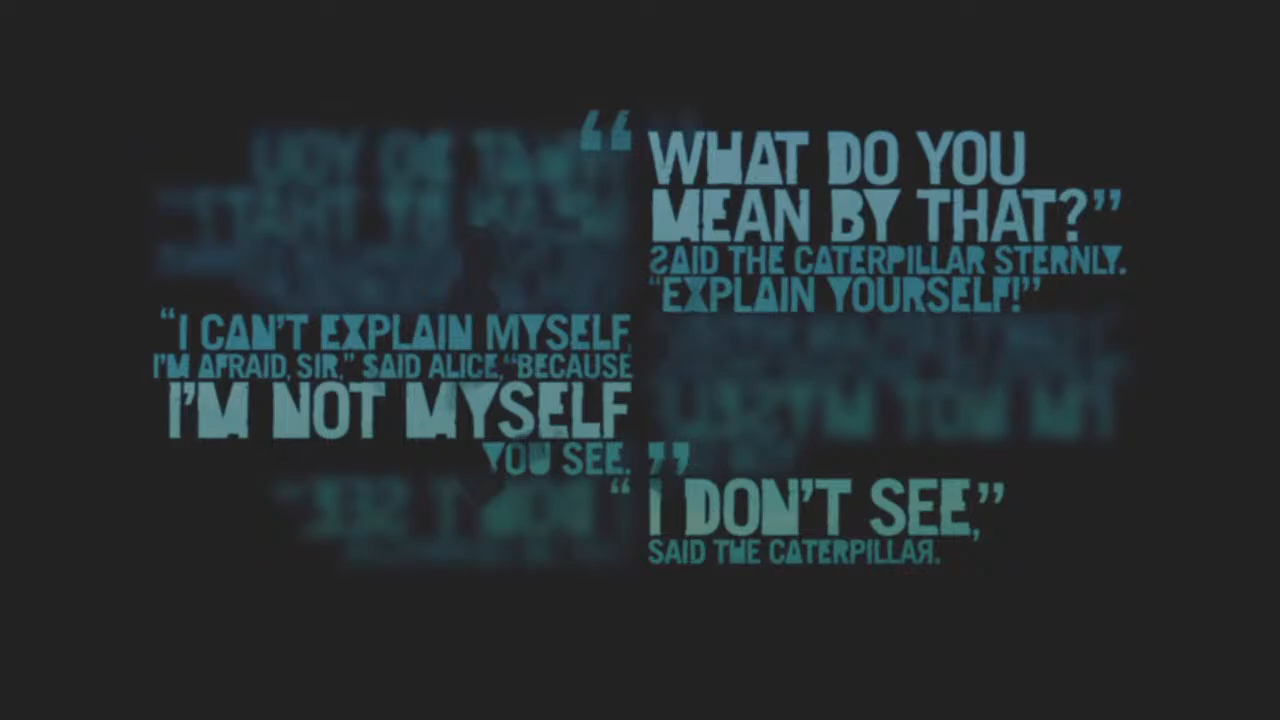 “WHAT DO YOU
MEAN BY THAT?”
SAID THE CATERPILLAR STERNLY.
“EXPLAIN YOURSELF!”
“I CAN’T EXPLAIN MYSELF,
I’M AFRAID, SIR,” SAID ALICE, “BECAUSE
I’M NOT MYSELF
YOU SEE.”
“I DON’T SEE,”
SAID THE CATERPILLAR.